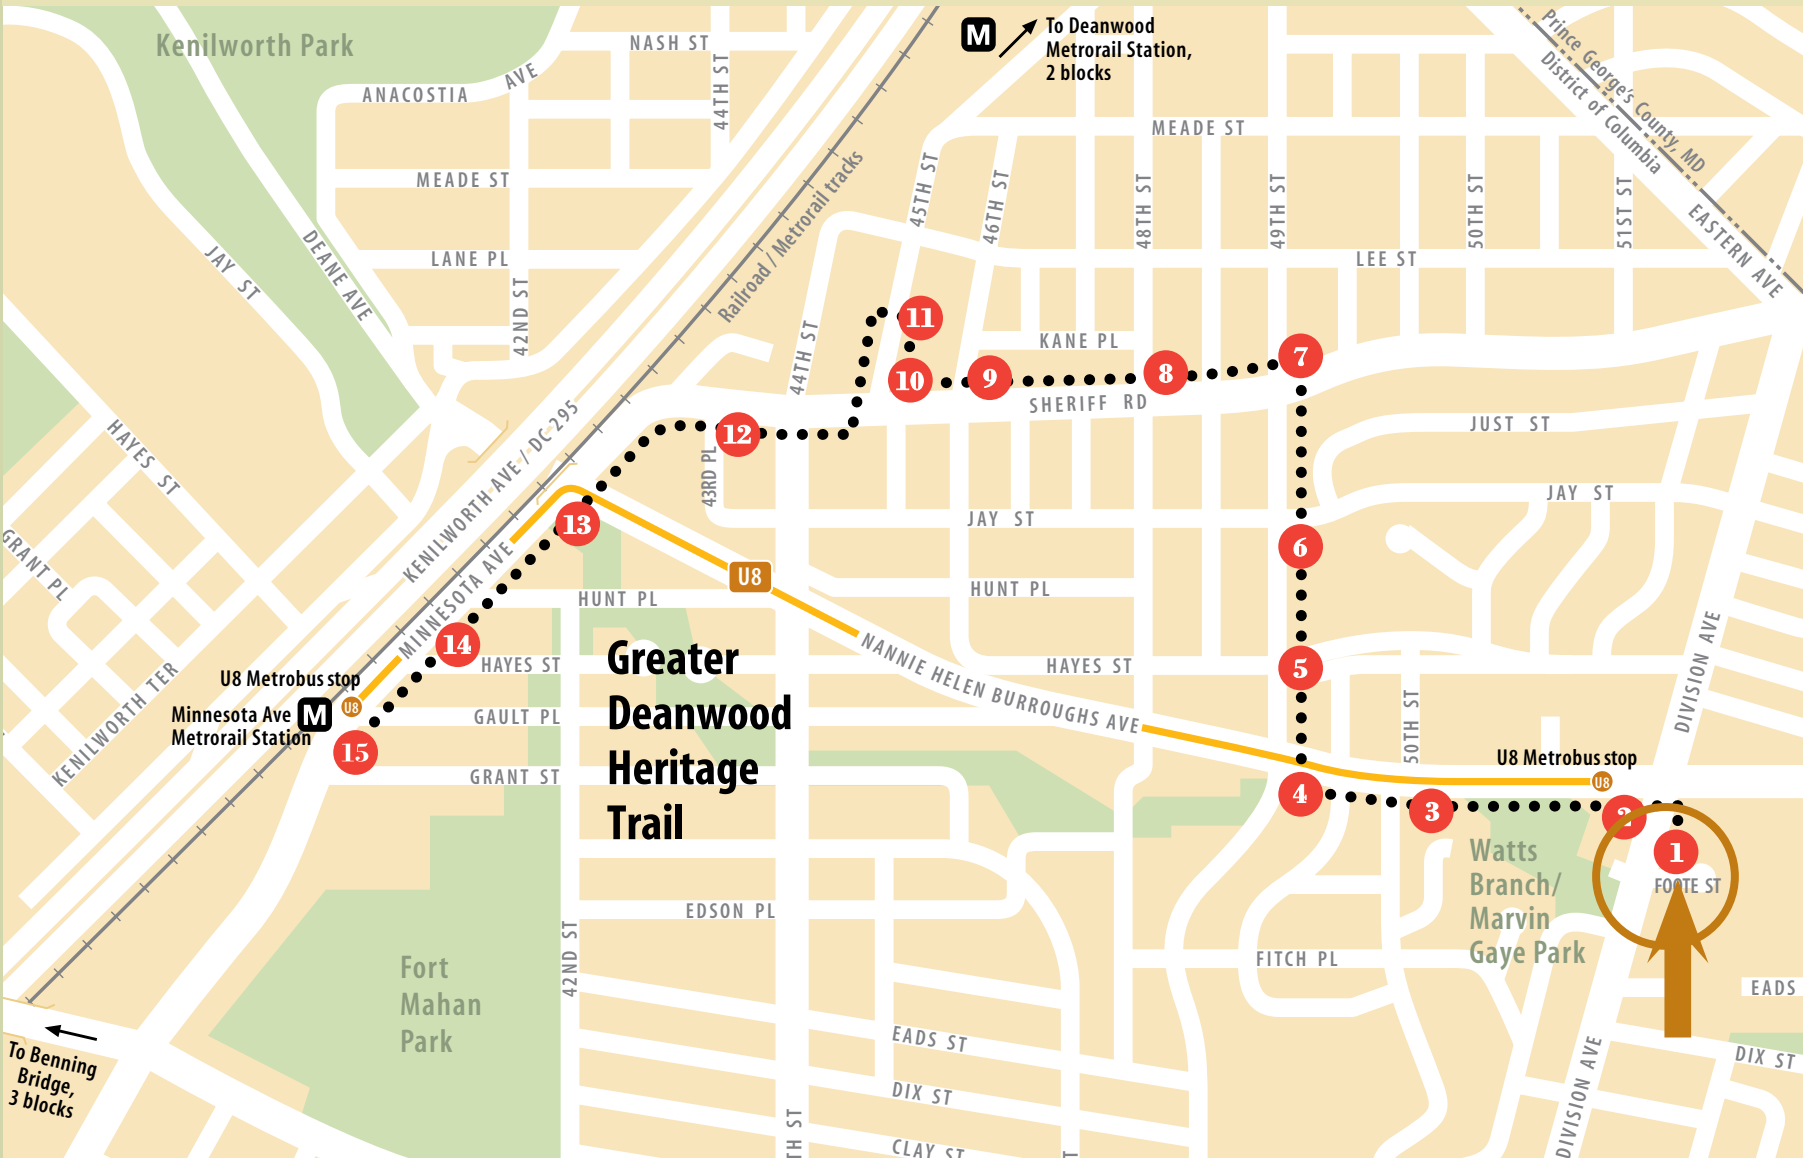 Kenilworth Park
NASH ST
44TH ST
ANACOSTIA AVE
MEADE ST
LANE PL
42ND ST
JAY ST
DEANE AVE
M
To Deanwood
Metrorail Station,
2 blocks
Railroad / Metrorail tracks
Prince George's County, MD
District of Columbia
EASTERN AVE
MEADE ST
45TH ST
46TH ST
48TH ST
49TH ST
50TH ST
51ST ST
LEE ST
44TH ST
KANE PL
SHERIFF RD
11
10
9
8
7
12
43RD PL
JUST ST
JAY ST
JAY ST
HAYES ST
GRANT PL
KENILWORTH AVE / DC 295
MINNESOTA AVE
13
U8
6
HUNT PL
HUNT PL
14
HAYES ST
HAYES ST
5
NANNIE HELEN BURROUGHS AVE
Greater
Deanwood
Heritage
Trail
U8 Metrobus stop
U8
Minnesota Ave
Metrorail Station
M
KENILWORTH TER
15
GAULT PL
GRANT ST
50TH ST
DIVISION AVE
U8 Metrobus stop
U8
4
3
2
1
FOOTE ST
Watts
Branch/
Marvin
Gaye Park
EDSON PL
42ND ST
FITCH PL
Fort
Mahan
Park
EADS
EADS ST
DIX ST
DIX ST
CLAY ST
TH ST
T
DIVISION AVE
To Benning
Bridge,
3 blocks